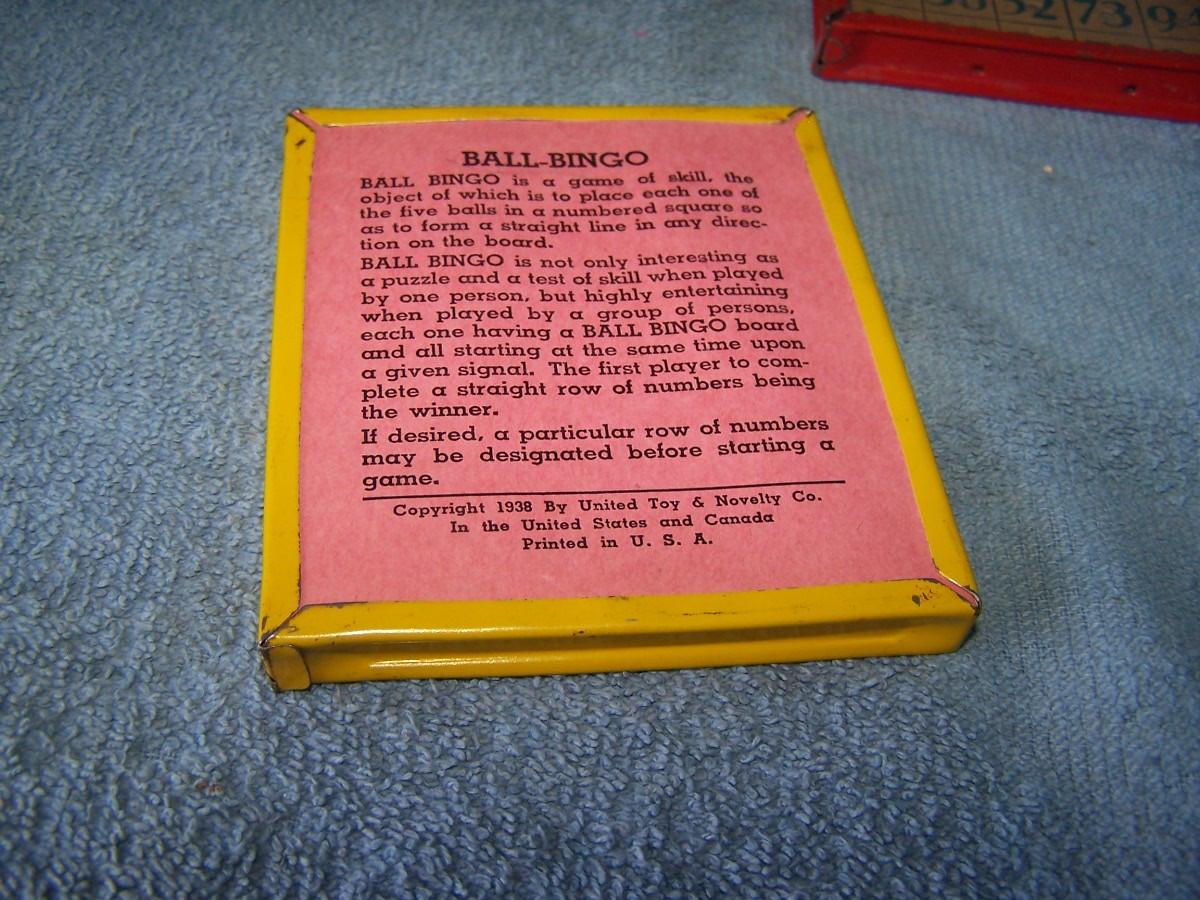 52 73
BALL-BINGO
BALL BINGO is a game of skill, the
object of which is to place each one of
the five balls in a numbered square so
as to form a straight line in any direc-
tion on the board.
BALL BINGO is not only interesting as
a puzzle and a test of skill when played
by one person, but highly entertaining
when played by a group of persons,
each one having a BALL BINGO board
and all starting at the same time upon
a given signal. The first player to com-
plete a straight row of numbers being
the winner.
If desired, a particular row of numbers
may be designated before starting a
game.
Copyright 1938 By United Toy & Novelty Co.
In the United States and Canada
Printed in U. S. A.